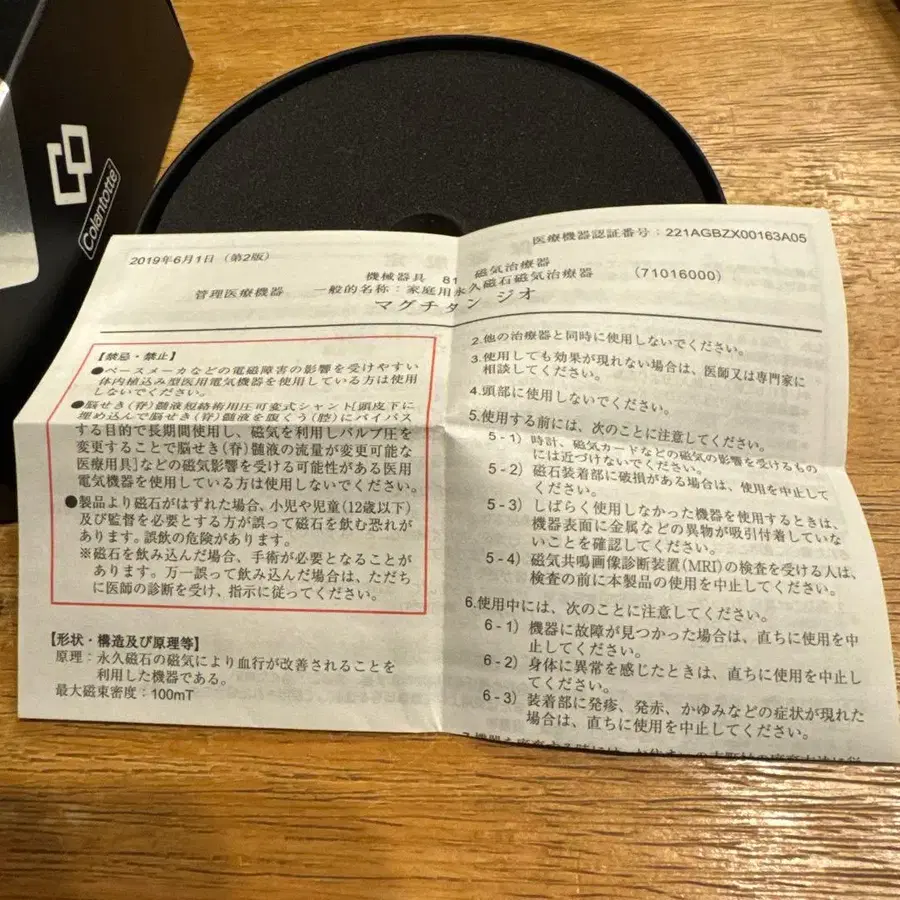 Colantotte
2019年6月1日（第2版）
医療機器認証番号：221AGBZX00163A05
機械器具 81 磁気治療器
管理医療機器 一般的名称：家庭用永久磁石磁気治療器 （71016000）
マグチタン ジオ
【禁忌・禁止】
●ペースメーカなどの電磁障害の影響を受けやすい
体内植込み型医用電気機器を使用している方は使用
しないでください。
●脳せき(脊)髄液短絡術用圧可変式シャント[頭皮下に
埋め込んで脳せき(脊)髄液を腹くう(腔)にバイパス
する目的で長期間使用し、磁気を利用しバルブ圧を
変更することで脳せき(脊)髄液の流量が変更可能な
医療用具]などの磁気影響を受ける可能性がある医用
電気機器を使用している方は使用しないでください。
●製品より磁石がはずれた場合、小児や児童(12歳以下)
及び監督を必要とする方が誤って磁石を飲む恐れが
あります。誤飲の危険があります。
※磁石を飲み込んだ場合、手術が必要となることが
あります。万一誤って飲み込んだ場合は、ただち
に医師の診断を受け、指示に従ってください。
【形状・構造及び原理等】
原理：永久磁石の磁気により血行が改善されることを
利用した機器である。
最大磁束密度：100mT
2.他の治療器と同時に使用しないでください。
3.使用しても効果が現れない場合は、医師又は専門家に
相談してください。
4.頭部に使用しないでください。
5.使用する前には、次のことに注意してください。
5-1）時計、磁気カードなどの磁気の影響を受けるもの
には近づけないでください。
5-2）磁石装着部に破損がある場合は、使用を中止して
ください。
5-3）しばらく使用しなかった機器を使用するときは、
機器表面に金属などの異物が吸引付着していな
いことを確認してください。
5-4）磁気共鳴画像診断装置(MRI)の検査を受ける人は、
検査の前に本製品の使用を中止してください。
6.使用中には、次のことに注意してください。
6-1）機器に故障が見つかった場合は、直ちに使用を中
止してください。
6-2）身体に異常を感じたときは、直ちに使用を中止し
てください。
6-3）装着部に発疹、発赤、かゆみなどの症状が現れた
場合は、直ちに使用を中止してください。